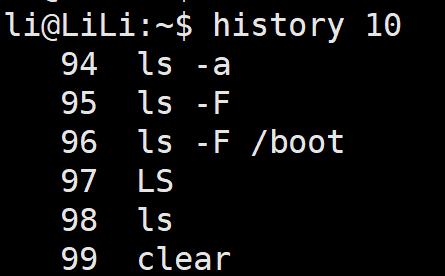 li@LiLi:~$ history 10
94 ls -a
95 ls -F
96 ls -F /boot
97 LS
98 ls
99 clear